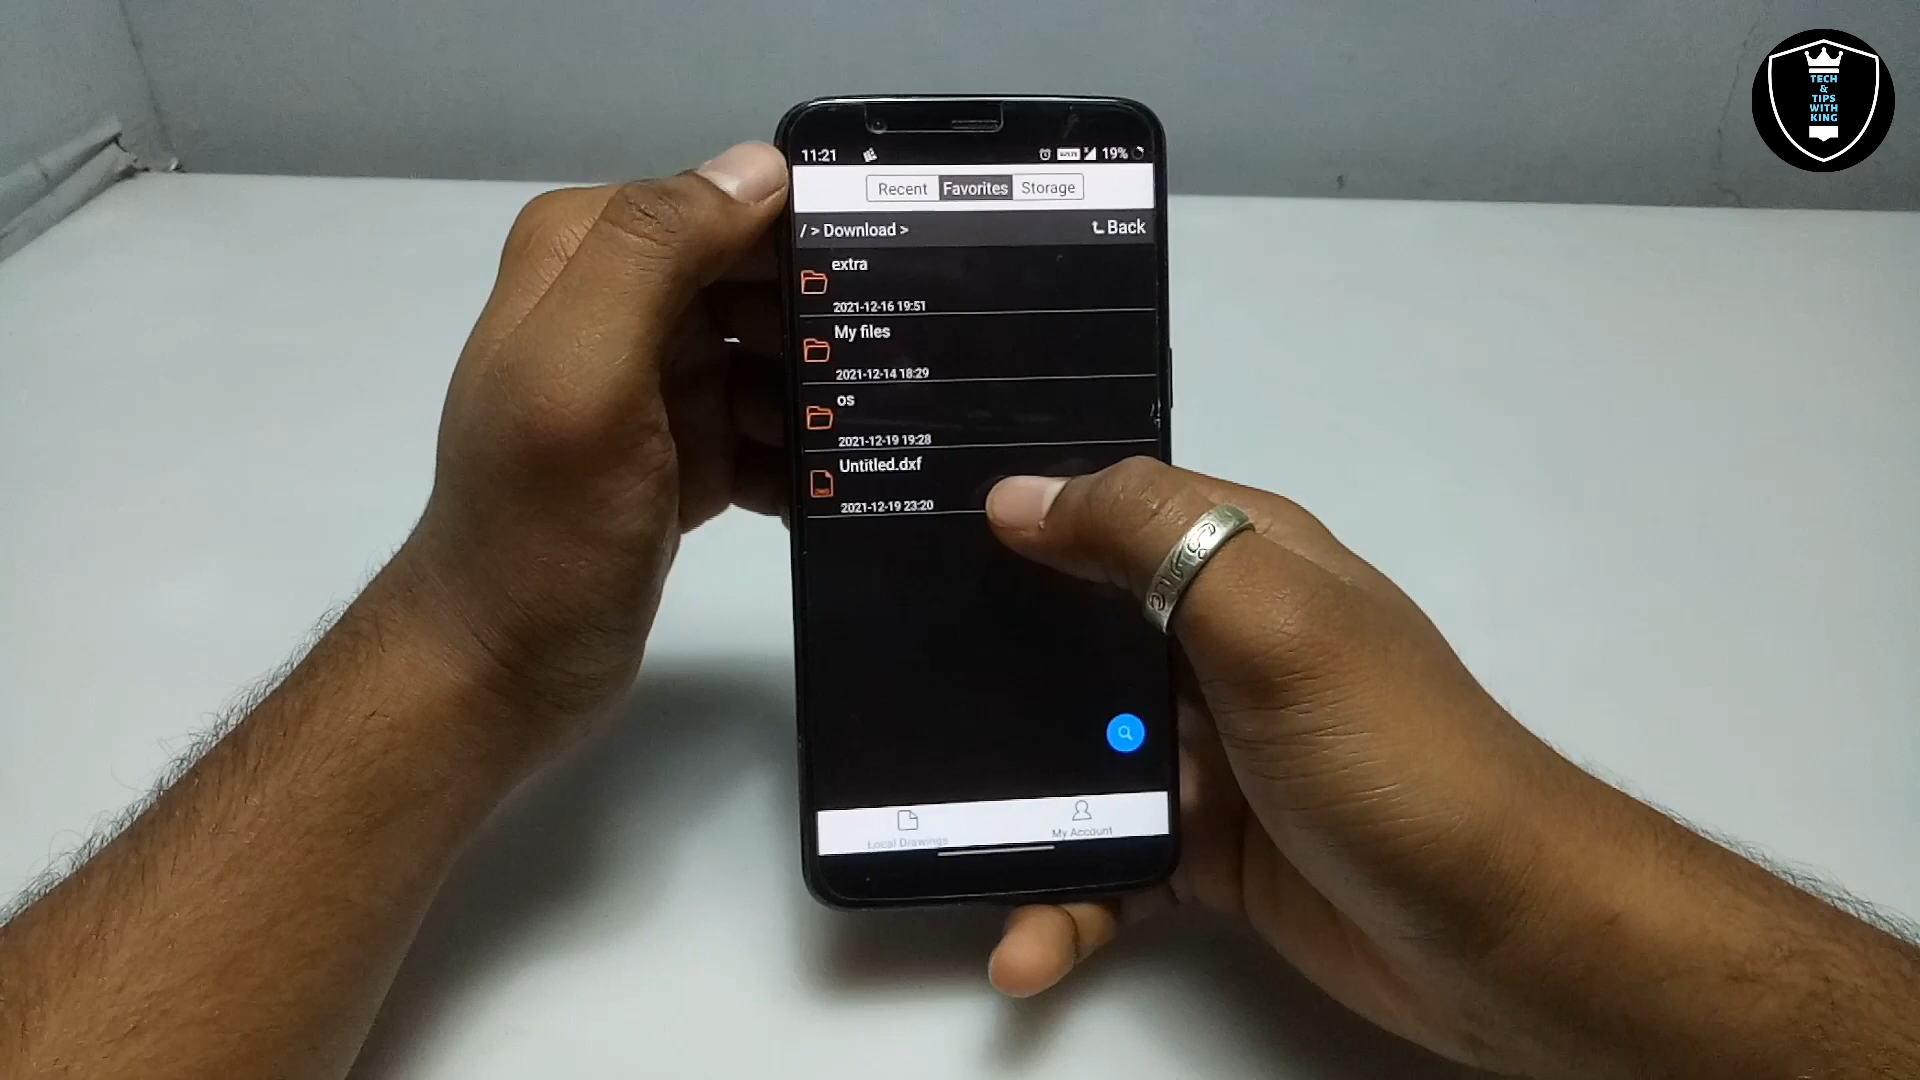 TECH
&
TIPS
WITH
KING
11:21
19%
Recent Favorites Storage
/ > Download > Back
extra
2021-12-16 19:51
My files
2021-12-14 18:29
os
2021-12-19 19:28
Untitled.dxf
2021-12-19 23:20
Local Drawings
My Account